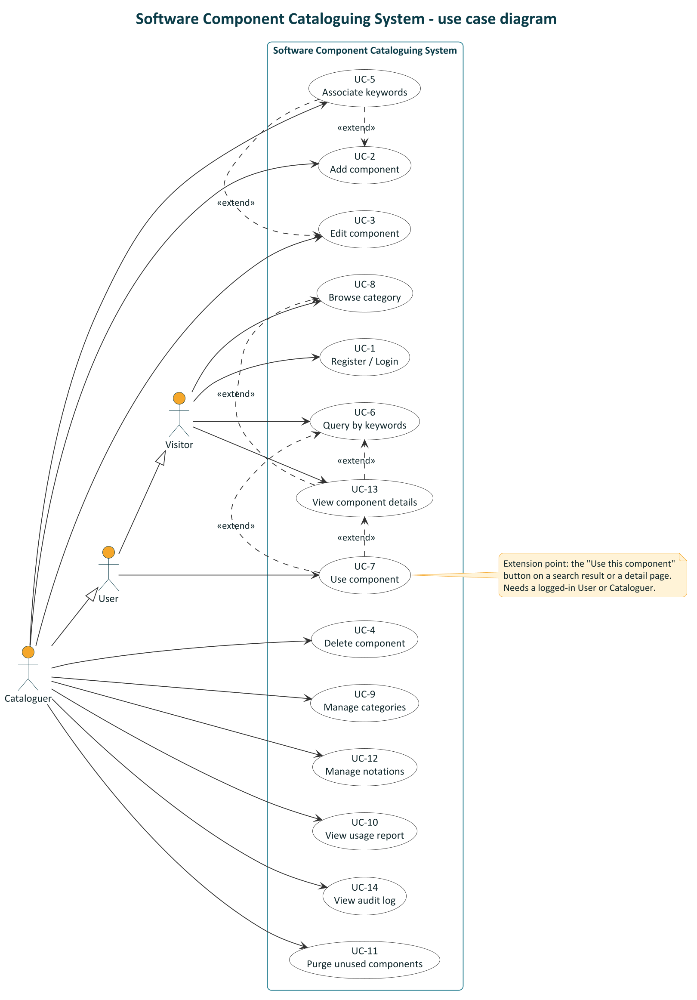 Software Component Cataloguing System - use case diagram
Software Component Cataloguing System
UC-5
Associate keywords
«extend»
UC-2
Add component
«extend»
UC-3
Edit component
UC-8
Browse category
UC-1
Register / Login
«extend»
UC-6
Query by keywords
Visitor
«extend»
UC-13
View component details
«extend»
«extend»
UC-7
Use component
Extension point: the "Use this component"
button on a search result or a detail page.
Needs a logged-in User or Cataloguer.
User
UC-4
Delete component
Cataloguer
UC-9
Manage categories
UC-12
Manage notations
UC-10
View usage report
UC-14
View audit log
UC-11
Purge unused components